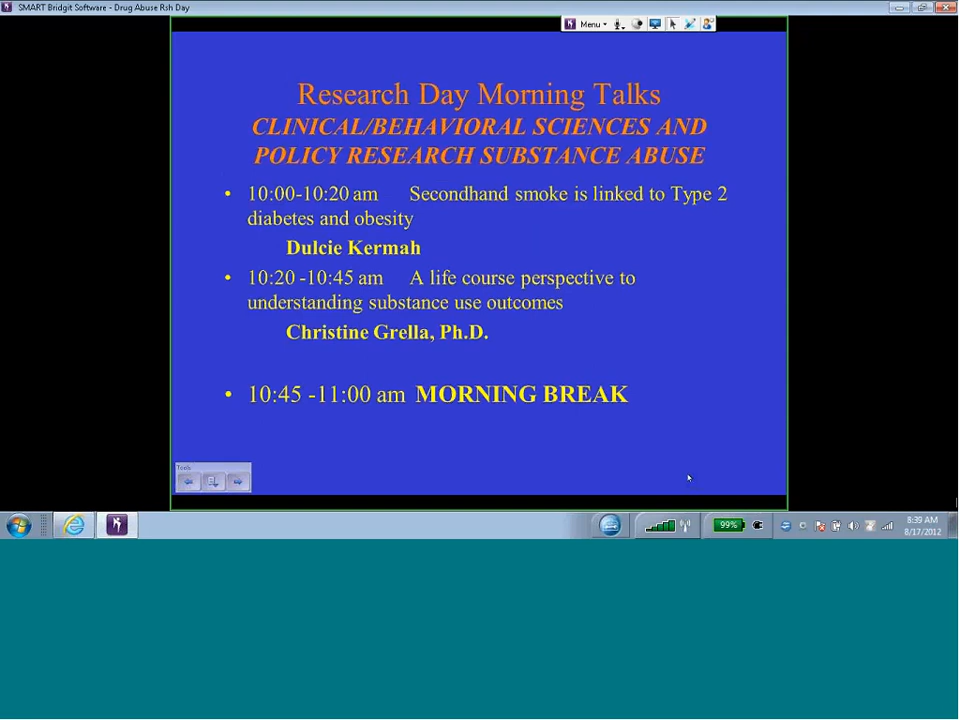 SMART Bridgit Software - Drug Abuse Rsh Day
Menu
Research Day Morning Talks
CLINICAL/BEHAVIORAL SCIENCES AND
POLICY RESEARCH SUBSTANCE ABUSE
• 10:00-10:20 am Secondhand smoke is linked to Type 2
diabetes and obesity
Dulcie Kermah
• 10:20 -10:45 am A life course perspective to
understanding substance use outcomes
Christine Grella, Ph.D.
• 10:45 -11:00 am MORNING BREAK
Tools
99%
8:39 AM
8/17/2012